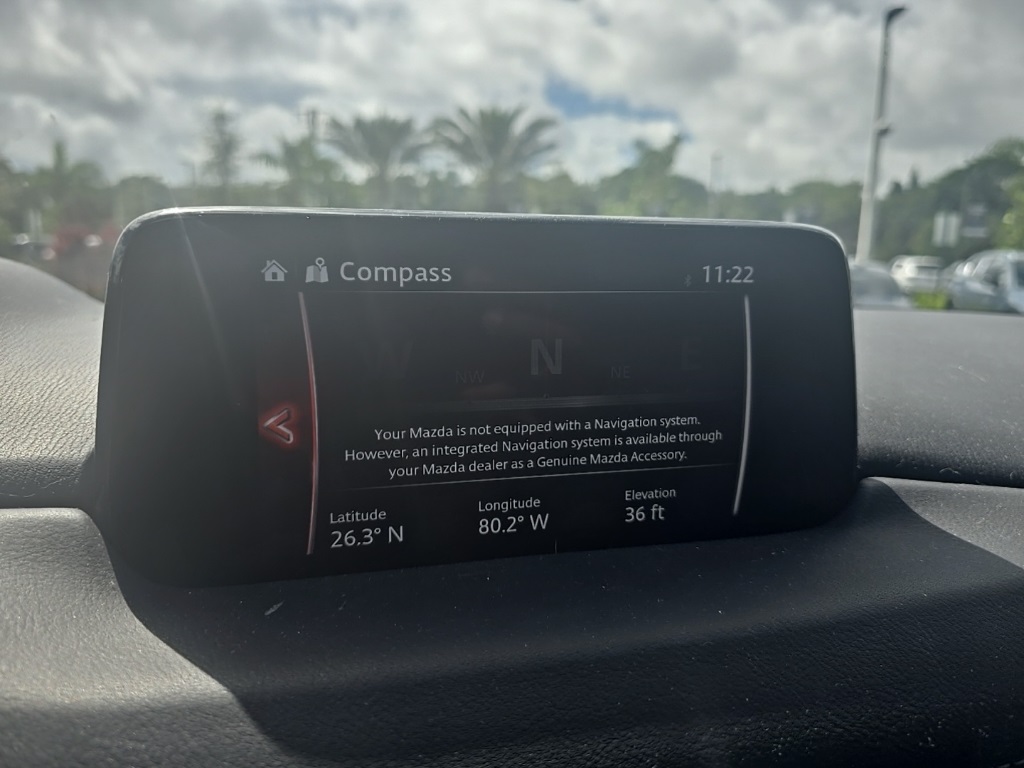 Compass
11:22
W NW N NE E
Your Mazda is not equipped with a Navigation system.
However, an integrated Navigation system is available through
your Mazda dealer as a Genuine Mazda Accessory.
Latitude Longitude Elevation
26.3° N 80.2° W 36 ft